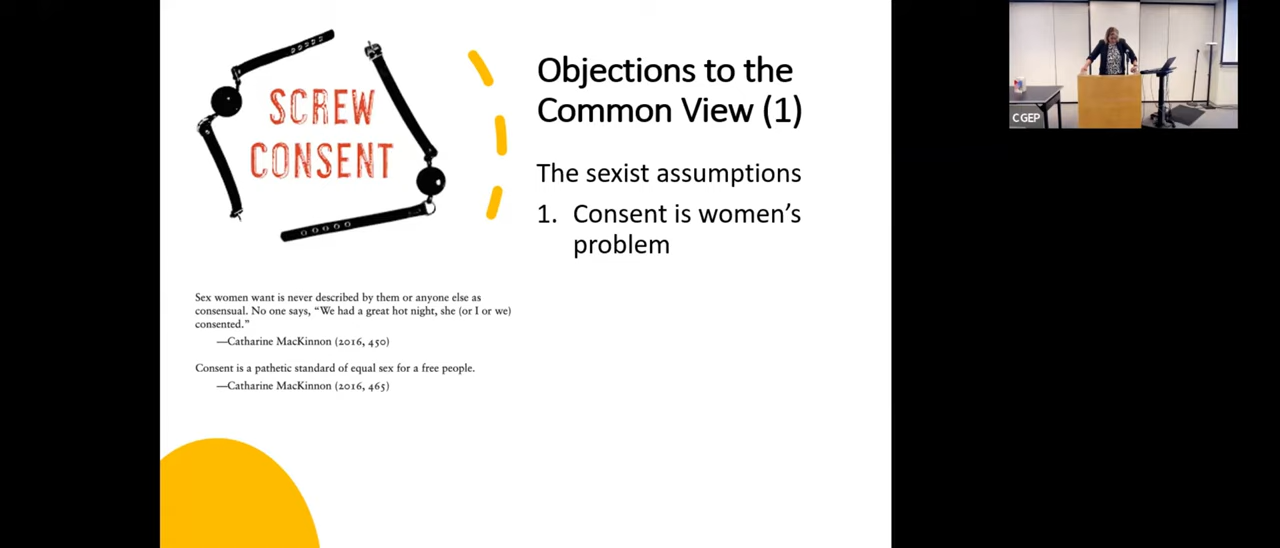 SCREW
CONSENT
Objections to the
Common View (1)
The sexist assumptions
1. Consent is women’s
problem
Sex women want is never described by them or anyone else as
consensual. No one says, “We had a great hot night, she (or I or we)
consented.”
—Catharine MacKinnon (2016, 450)
Consent is a pathetic standard of equal sex for a free people.
—Catharine MacKinnon (2016, 465)
CGEP